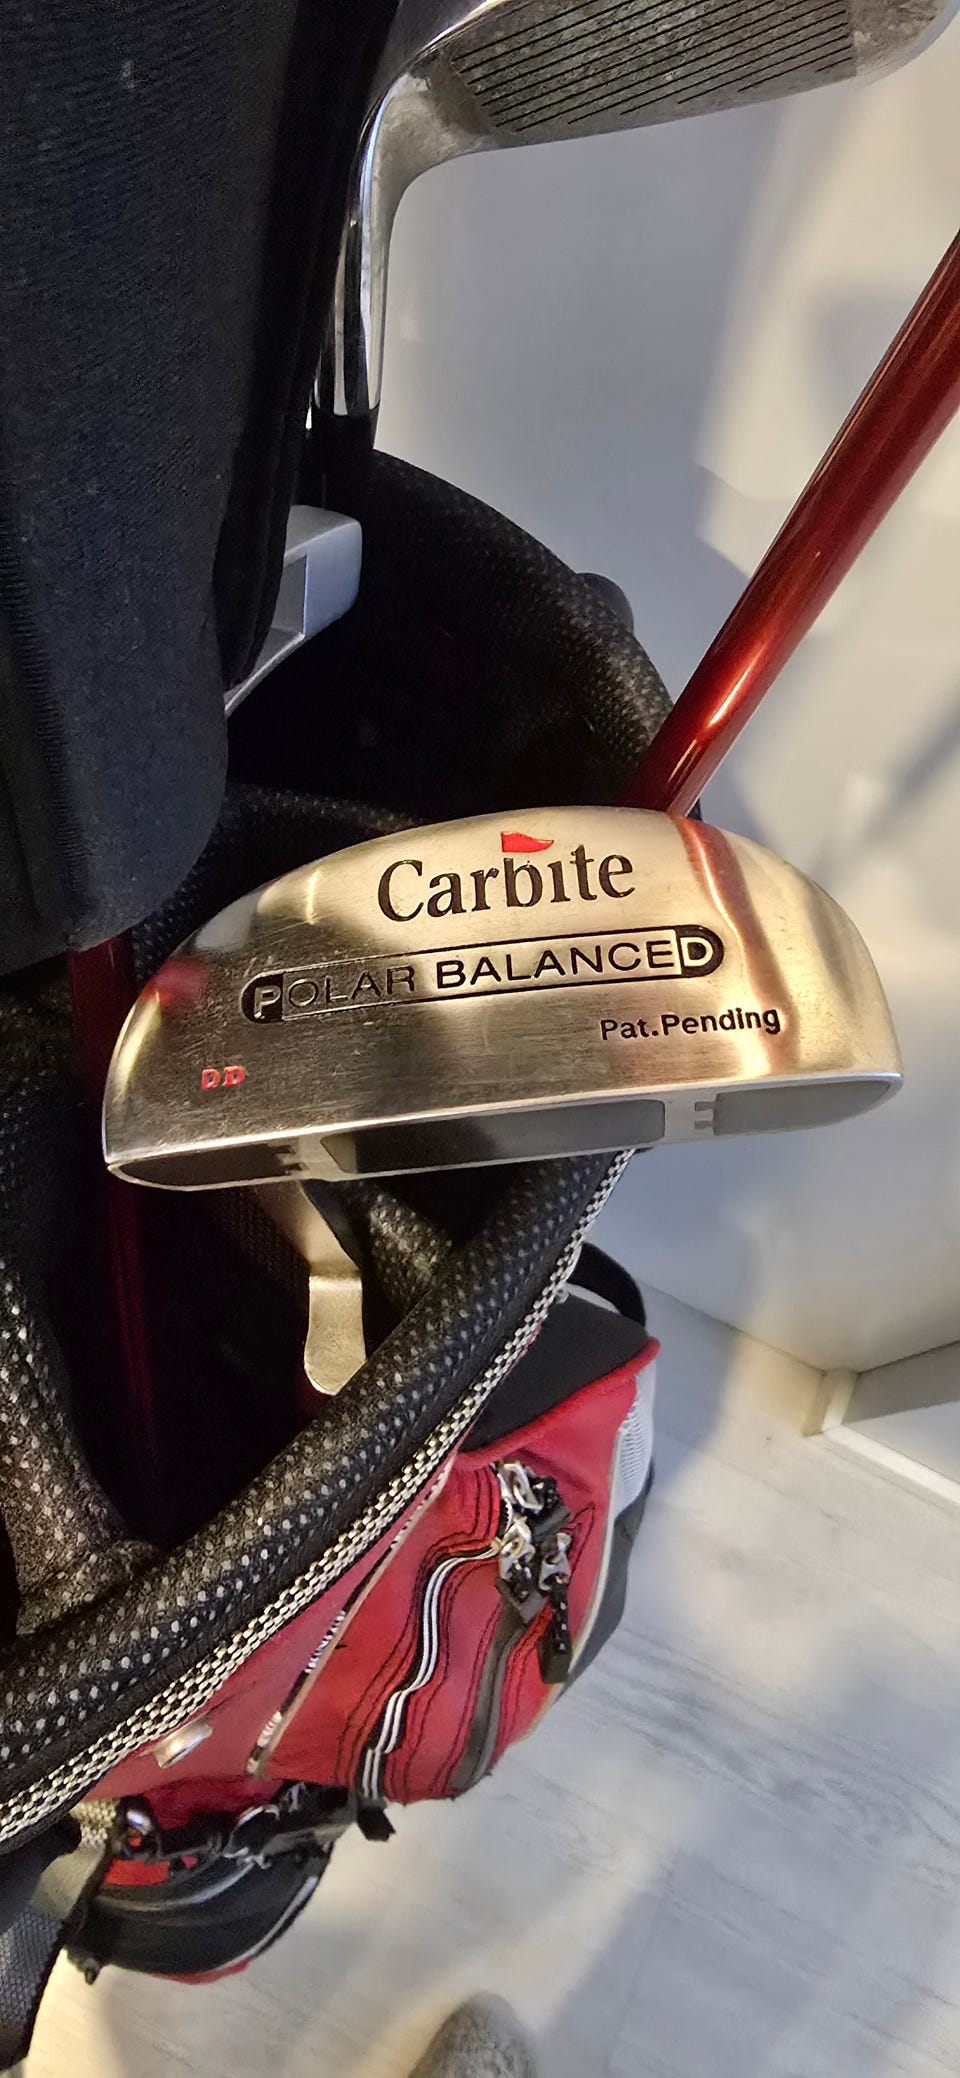 Carbite
POLAR BALANCED
Pat.Pending
DD